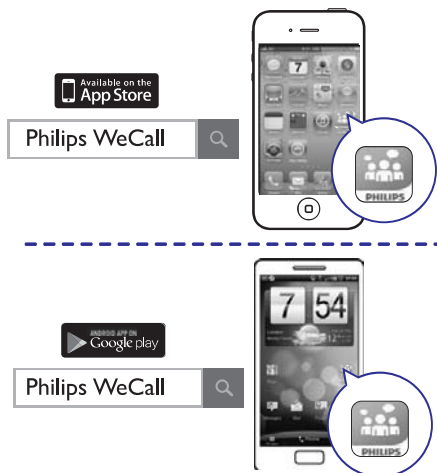 Available on the
App Store
Philips WeCall
7
PHILIPS
ANDROID APP ON
Google play
Philips WeCall
7 54
Phone
PHILIPS